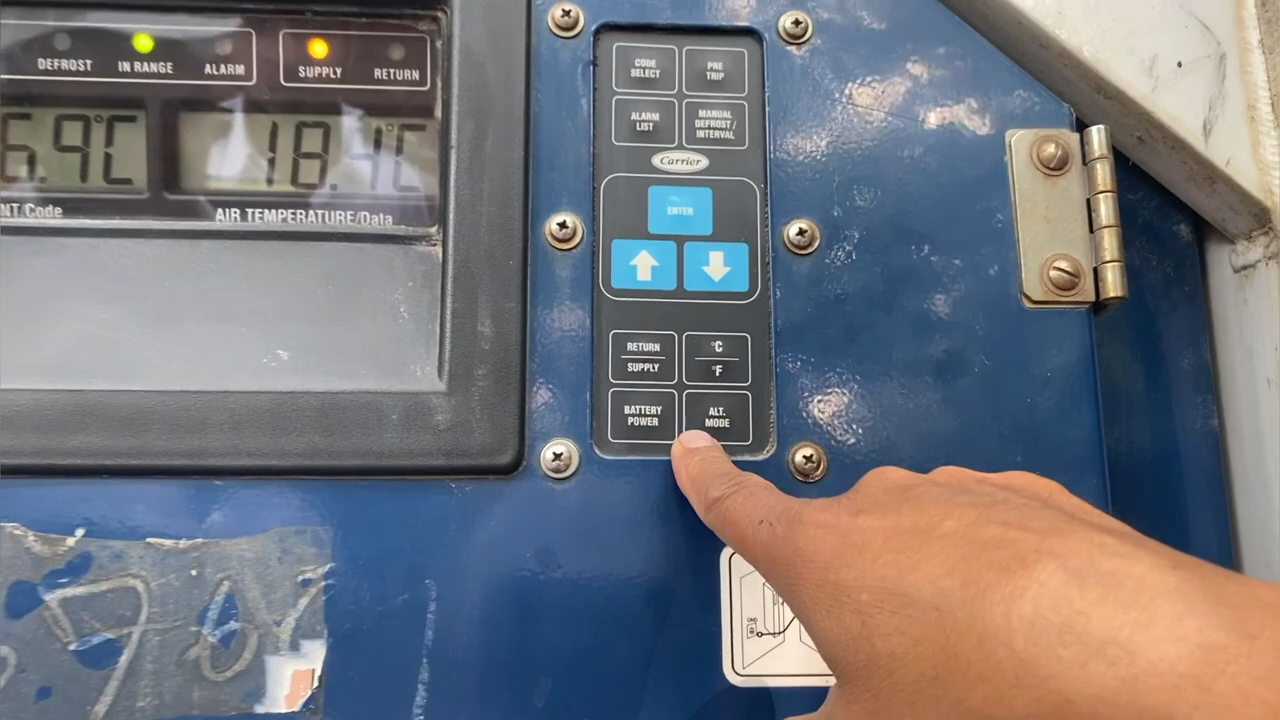 DEFROST
IN RANGE
ALARM
SUPPLY
RETURN
6.9°C
18.4°C
NT Code
AIR TEMPERATURE/Data
CODE
SELECT
PRE
TRIP
ALARM
LIST
MANUAL
DEFROST /
INTERVAL
Carrier
ENTER
RETURN
SUPPLY
°C
°F
BATTERY
POWER
ALT.
MODE
GND